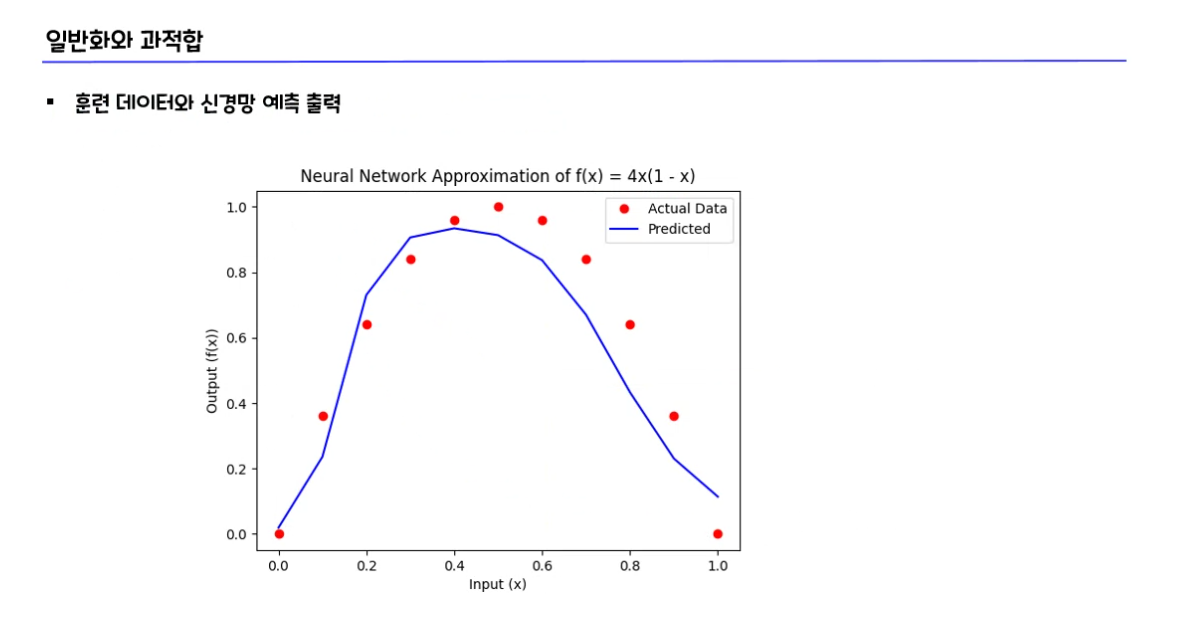 일반화와 과적합
▪ 훈련 데이터와 신경망 예측 출력
Neural Network Approximation of f(x) = 4x(1 - x)
Actual Data
Predicted
1.0
0.8
0.6
0.4
0.2
0.0
Output (f(x))
0.0 0.2 0.4 0.6 0.8 1.0
Input (x)